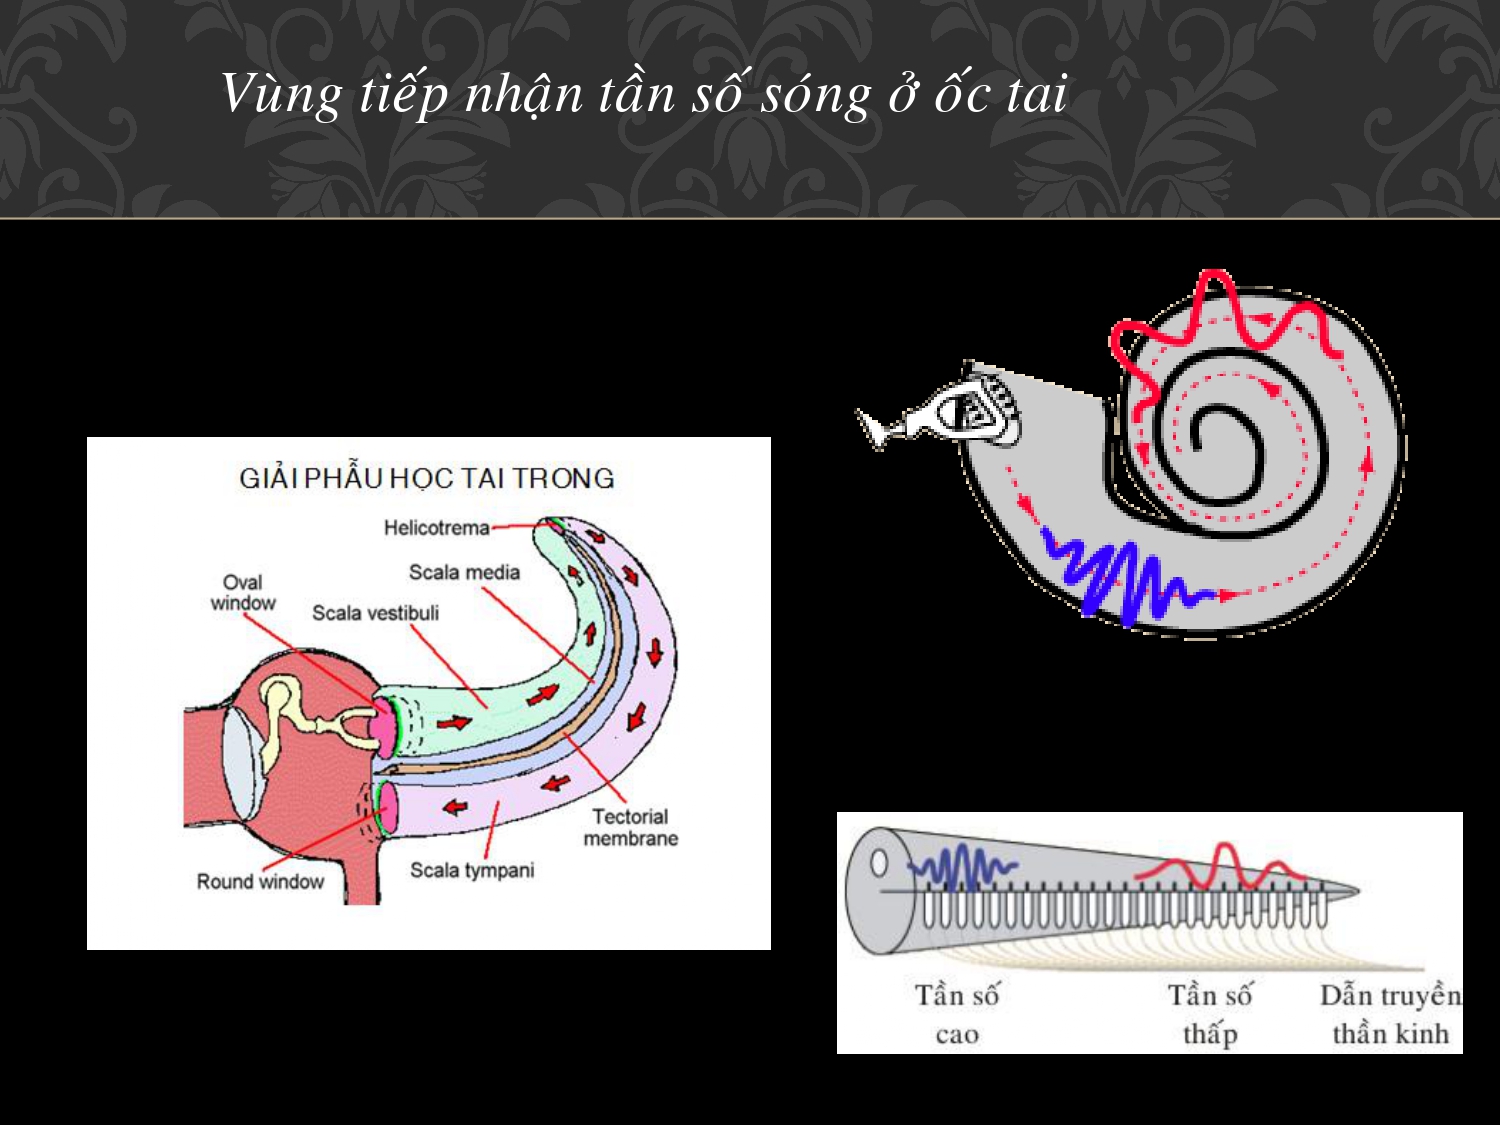 Vùng tiếp nhận tần số sóng ở ốc tai
GIẢI PHẪU HỌC TAI TRONG
Helicotrema
Scala media
Oval
window
Scala vestibuli
Tectorial
membrane
Scala tympani
Round window
Tần số
cao
Tần số
thấp
Dẫn truyền
thần kinh